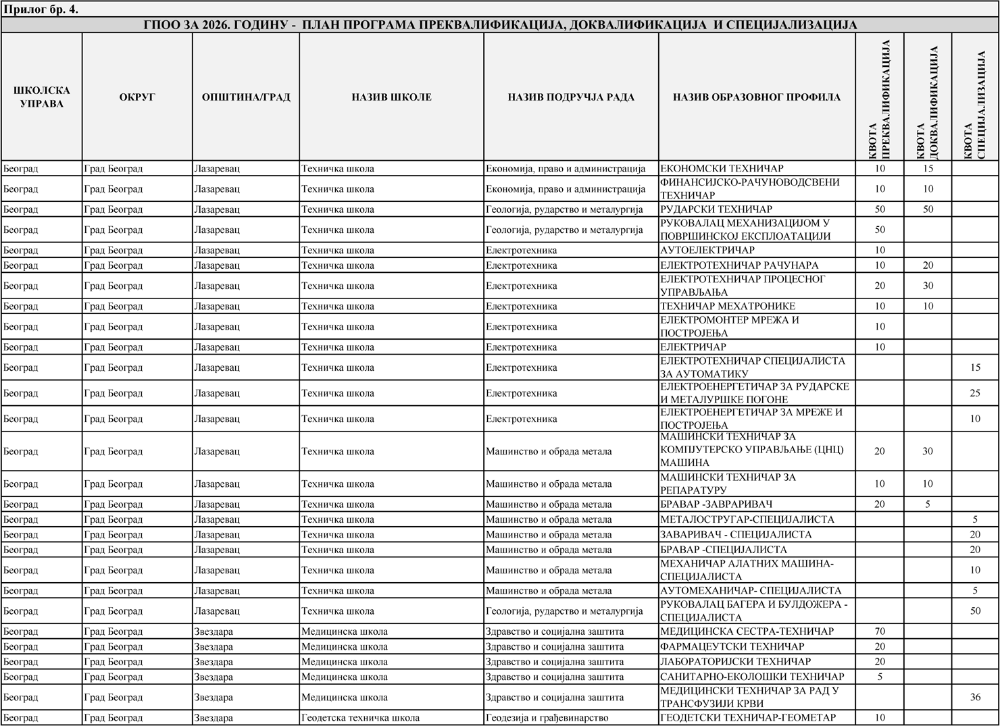 Прилог бр. 4.
ГПОО ЗА 2026. ГОДИНУ - ПЛАН ПРОГРАМА ПРЕКВАЛИФИКАЦИЈА, ДОКВАЛИФИКАЦИЈА И СПЕЦИЈАЛИЗАЦИЈА
ШКОЛСКА
УПРАВА
ОКРУГ
ОПШТИНА/ГРАД
НАЗИВ ШКОЛЕ
НАЗИВ ПОДРУЧЈА РАДА
НАЗИВ ОБРАЗОВНОГ ПРОФИЛА
КВОТА
ПРЕКВАЛИФИКАЦИЈА
КВОТА
ДОКВАЛИФИКАЦИЈА
КВОТА
СПЕЦИЈАЛИЗАЦИЈА
Београд Град Београд Лазаревац Техничка школа Економија, право и администрација ЕКОНОМСКИ ТЕХНИЧАР 10 15
Београд Град Београд Лазаревац Техничка школа Економија, право и администрација ФИНАНСИЈСКО-РАЧУНОВОДСВЕНИ
ТЕХНИЧАР 10 10
Београд Град Београд Лазаревац Техничка школа Геологија, рударство и металургија РУДАРСКИ ТЕХНИЧАР 50 50
Београд Град Београд Лазаревац Техничка школа Геологија, рударство и металургија РУКОВАЛАЦ МЕХАНИЗАЦИЈОМ У
ПОВРШИНСКОЈ ЕКСПЛОАТАЦИЈИ 50
Београд Град Београд Лазаревац Техничка школа Електротехника АУТОЕЛЕКТРИЧАР 10
Београд Град Београд Лазаревац Техничка школа Електротехника ЕЛЕКТРОТЕХНИЧАР РАЧУНАРА 10 20
Београд Град Београд Лазаревац Техничка школа Електротехника ЕЛЕКТРОТЕХНИЧАР ПРОЦЕСНОГ
УПРАВЉАЊА 20 30
Београд Град Београд Лазаревац Техничка школа Електротехника ТЕХНИЧАР МЕХАТРОНИКЕ 10 10
Београд Град Београд Лазаревац Техничка школа Електротехника ЕЛЕКТРОМОНТЕР МРЕЖА И
ПОСТРОЈЕЊА 10
Београд Град Београд Лазаревац Техничка школа Електротехника ЕЛЕКТРИЧАР 10
Београд Град Београд Лазаревац Техничка школа Електротехника ЕЛЕКТРОТЕХНИЧАР СПЕЦИЈАЛИСТА
ЗА АУТОМАТИКУ 15
Београд Град Београд Лазаревац Техничка школа Електротехника ЕЛЕКТРОЕНЕРГЕТИЧАР ЗА РУДАРСКЕ
И МЕТАЛУРШКЕ ПОГОНЕ 25
Београд Град Београд Лазаревац Техничка школа Електротехника ЕЛЕКТРОЕНЕРГЕТИЧАР ЗА МРЕЖЕ И
ПОСТРОЈЕЊА 10
Београд Град Београд Лазаревац Техничка школа Машинство и обрада метала МАШИНСКИ ТЕХНИЧАР ЗА
КОМПЈУТЕРСКО УПРАВЉАЊЕ (ЦНЦ)
МАШИНА 20 30
Београд Град Београд Лазаревац Техничка школа Машинство и обрада метала МАШИНСКИ ТЕХНИЧАР ЗА
РЕПАРАТУРУ 10 10
Београд Град Београд Лазаревац Техничка школа Машинство и обрада метала БРАВАР -ЗАВРАРИВАЧ 20 5
Београд Град Београд Лазаревац Техничка школа Машинство и обрада метала МЕТАЛОСТРУГАР-СПЕЦИЈАЛИСТА 5
Београд Град Београд Лазаревац Техничка школа Машинство и обрада метала ЗАВАРИВАЧ - СПЕЦИЈАЛИСТА 20
Београд Град Београд Лазаревац Техничка школа Машинство и обрада метала БРАВАР -СПЕЦИЈАЛИСТА 20
Београд Град Београд Лазаревац Техничка школа Машинство и обрада метала МЕХАНИЧАР АЛАТНИХ МАШИНА-
СПЕЦИЈАЛИСТА 10
Београд Град Београд Лазаревац Техничка школа Машинство и обрада метала АУТОМЕХАНИЧАР- СПЕЦИЈАЛИСТА 5
Београд Град Београд Лазаревац Техничка школа Геологија, рударство и металургија РУКОВАЛАЦ БАГЕРА И БУЛДОЖЕРА -
СПЕЦИЈАЛИСТА 50
Београд Град Београд Звездара Медицинска школа Здравство и социјална заштита МЕДИЦИНСКА СЕСТРА-ТЕХНИЧАР 70
Београд Град Београд Звездара Медицинска школа Здравство и социјална заштита ФАРМАЦЕУТСКИ ТЕХНИЧАР 20
Београд Град Београд Звездара Медицинска школа Здравство и социјална заштита ЛАБОРАТОРИЈСКИ ТЕХНИЧАР 20
Београд Град Београд Звездара Медицинска школа Здравство и социјална заштита САНИТАРНО-ЕКОЛОШКИ ТЕХНИЧАР 5
Београд Град Београд Звездара Медицинска школа Здравство и социјална заштита МЕДИЦИНСКИ ТЕХНИЧАР ЗА РАД У
ТРАНСФУЗИЈИ КРВИ 36
Београд Град Београд Звездара Геодетска техничка школа Геодезија и грађевинарство ГЕОДЕТСКИ ТЕХНИЧАР-ГЕОМЕТАР 10